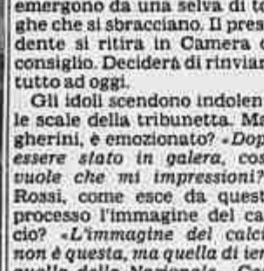 emergono da una selva di to
ghe che si sbracciano. Il pres
dente si ritira in Camera
consiglio. Deciderà di rinviar
tutto ad oggi.
Gli idoli scendono indolen
le scale della tribunetta. Ma
gherini, è emozionato? «Dop
essere stato in galera, cos
vuole che mi impressioni?
Rossi, come esce da quest
processo l'immagine del ca
cio? «L'immagine del calci
non è questa, ma quella di ier
quella della Nazionale.